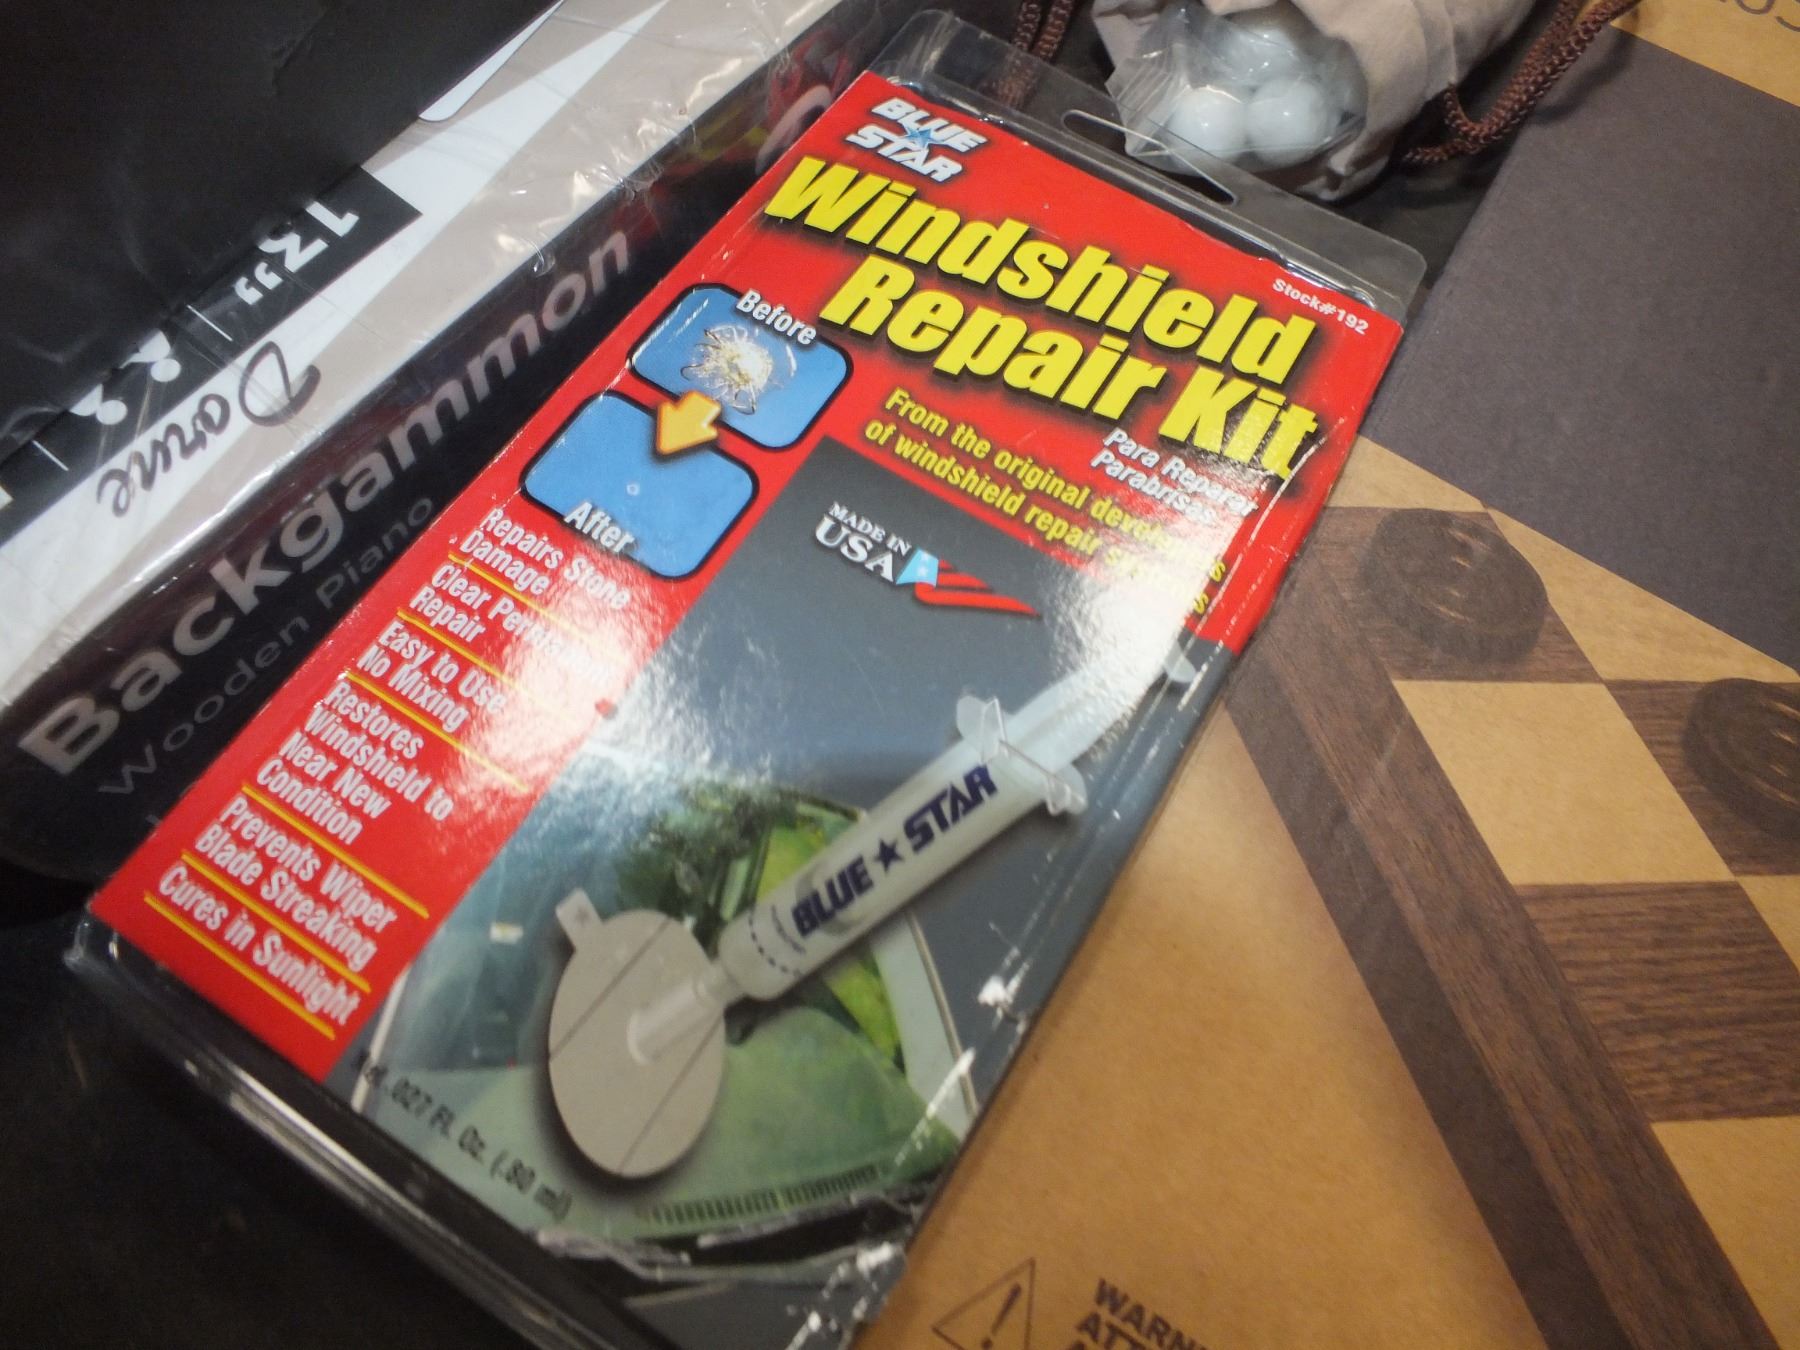 BLUE
STAR
Windshield
Repair Kit
Stock#192
Para Reparar
Parabrisas
From the original developers
of windshield repair systems
Before
After
MADE IN
USA
Repairs Stone
Damage
Clear Permanent
Repair
Easy to Use
No Mixing
Restores
Windshield to
Near New
Condition
Prevents Wiper
Blade Streaking
Cures in Sunlight
BLUE STAR
.027 Fl. Oz. (.80 ml)
13"
Backgammon
Wooden Piano
WARN
ATT